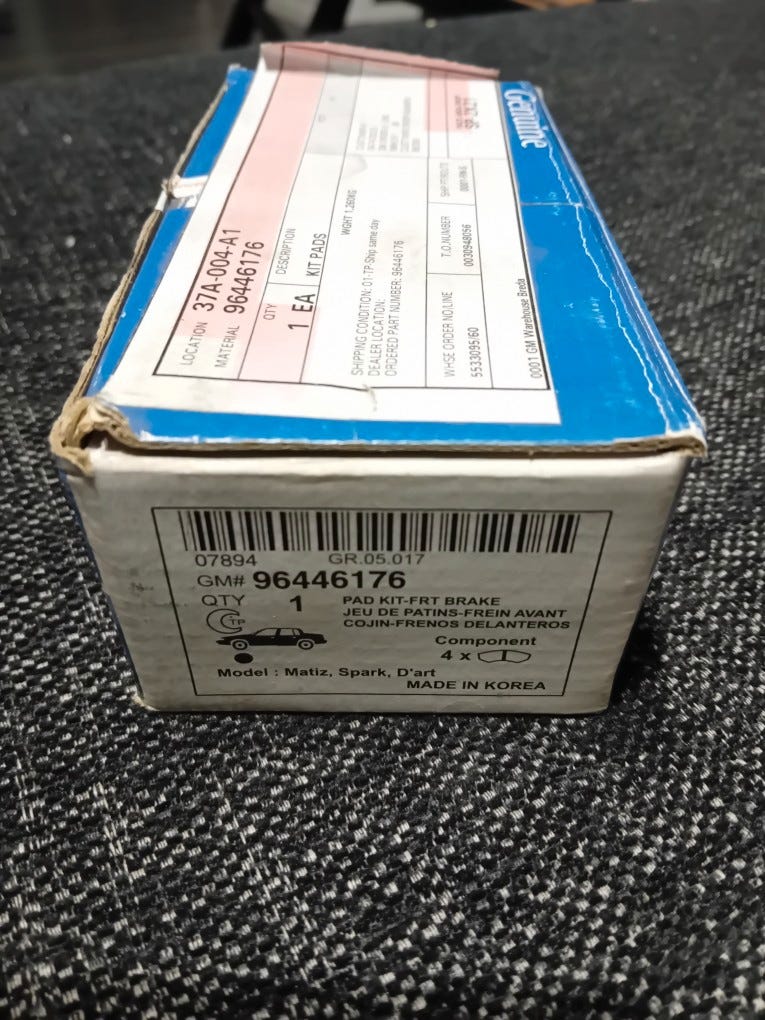 Genuine
LOCATION 37A-004-A1
MATERIAL 96446176
QTY DESCRIPTION
1 EA KIT PADS
WGHT 1,260KG
SHIPPING CONDITION: 01-TP-Ship same day
DEALER LOCATION:
ORDERED PART NUMBER: 96446176
WHSE ORDER NO/LINE T.O.NUMBER
5533095/60 0030948056
0001 GM Warehouse Breda
07894 GR.05.017
GM# 96446176
QTY 1 PAD KIT-FRT BRAKE
JEU DE PATINS-FREIN AVANT
COJIN-FRENOS DELANTEROS
TP
Component
4 x
Model : Matiz, Spark, D'art
MADE IN KOREA